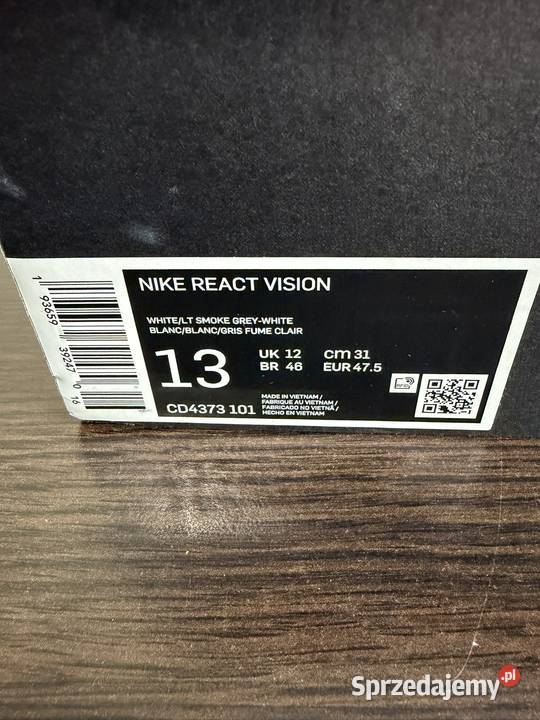 NIKE REACT VISION
WHITE/LT SMOKE GREY-WHITE
BLANC/BLANC/GRIS FUME CLAIR
13
UK 12 cm 31
BR 46 EUR 47.5
CD4373 101
MADE IN VIETNAM /
FABRIQUE AU VIETNAM /
FABRICADO NO VIETNÃ /
HECHO EN VIETNAM
1 93659 39247 0 16
Sprzedajemy.pl